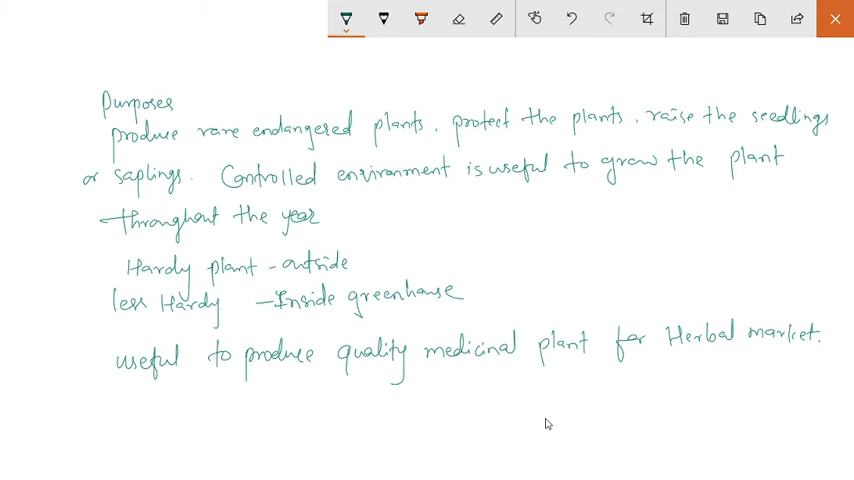 Purposes
produce rare endangered plants, protect the plants, raise the seedlings
or saplings. Controlled environment is useful to grow the plant
throughout the year
Hardy plant - outside
less Hardy - Inside greenhouse
useful to produce quality medicinal plant for Herbal market.